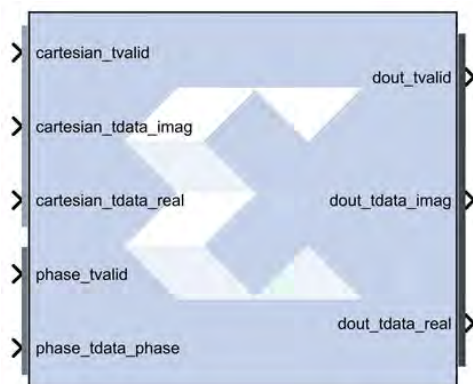 cartesian_tvalid
dout_tvalid
cartesian_tdata_imag
cartesian_tdata_real
dout_tdata_imag
phase_tvalid
dout_tdata_real
phase_tdata_phase